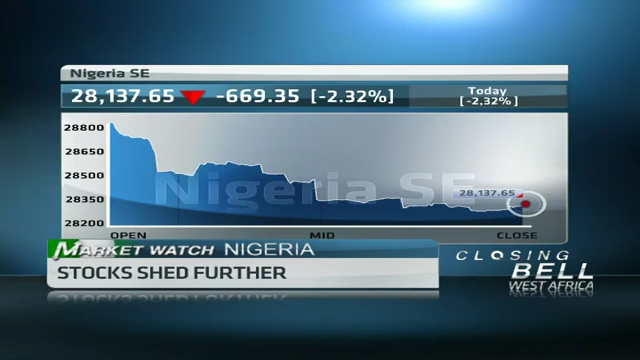 Nigeria SE
28,137.65 -669.35 [-2.32%]
Today
[-2,32%]
28800
28650
28500
28350
28200
Nigeria SE
28,137.65
OPEN MID CLOSE
MARKET WATCH NIGERIA
STOCKS SHED FURTHER
CLOSING
BELL
WEST AFRICA